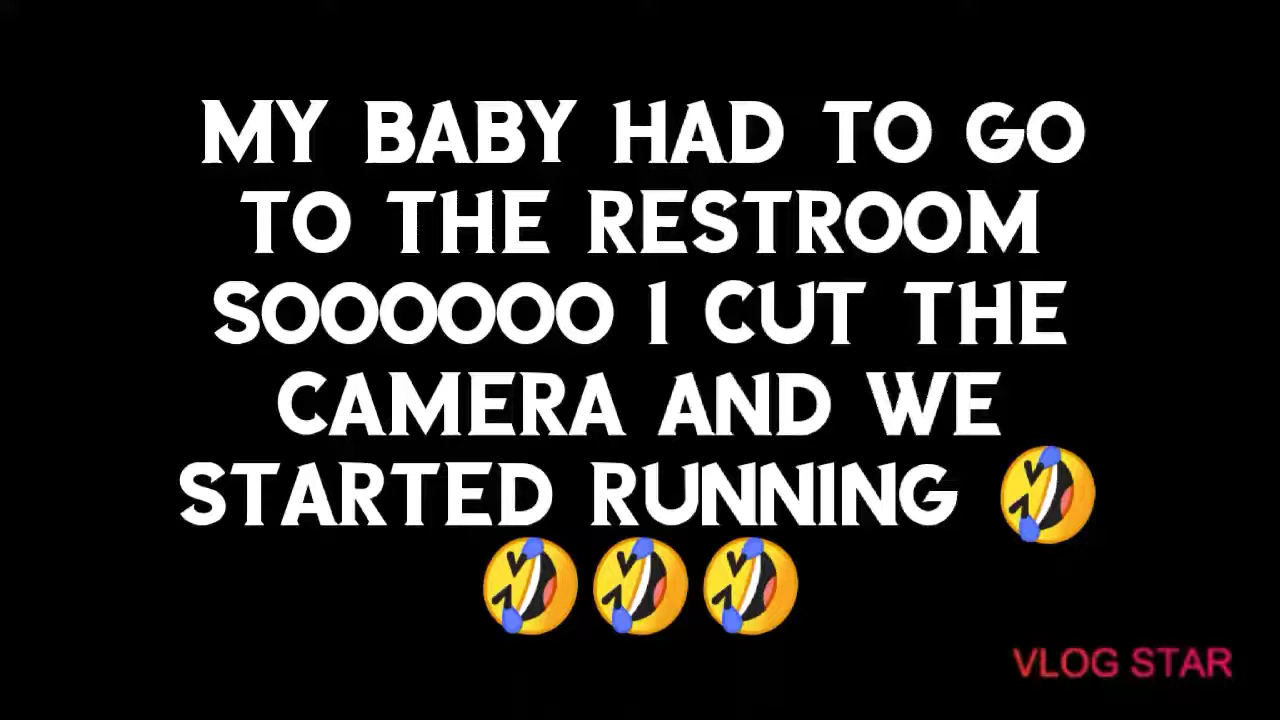 MY BABY HAD TO GO
TO THE RESTROOM
SOOOOOO I CUT THE
CAMERA AND WE
STARTED RUNNING 🤣
🤣🤣🤣
VLOG STAR